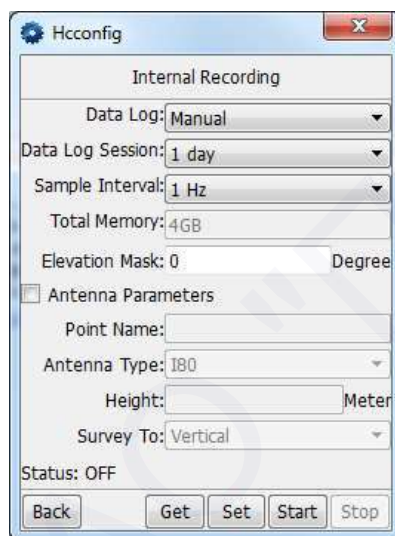 Hcconfig
Internal Recording
Data Log: Manual
Data Log Session: 1 day
Sample Interval: 1 Hz
Total Memory: 4GB
Elevation Mask: 0 Degree
Antenna Parameters
Point Name:
Antenna Type: I80
Height: Meter
Survey To: Vertical
Status: OFF
Back Get Set Start Stop